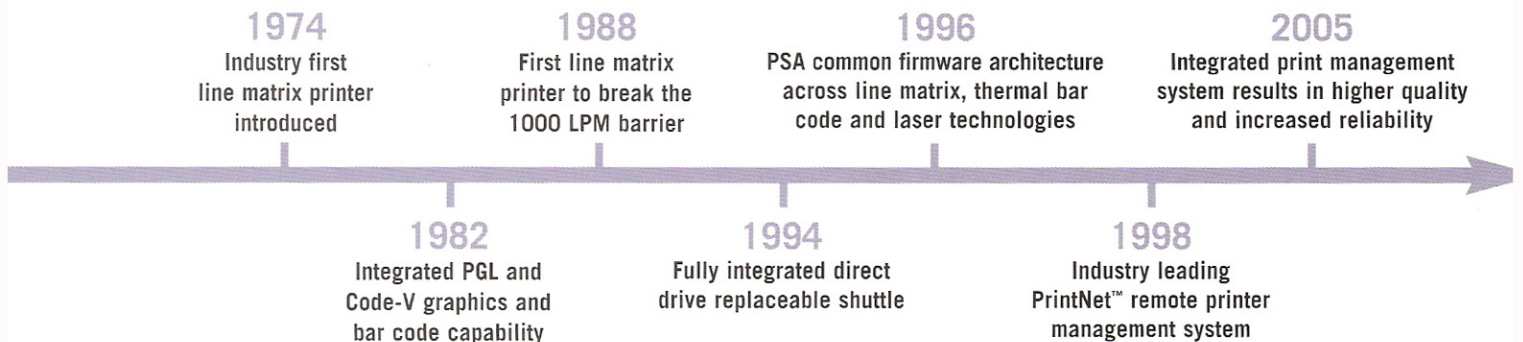 1974
Industry first
line matrix printer
introduced
1982
Integrated PGL and
Code-V graphics and
bar code capability
1988
First line matrix
printer to break the
1000 LPM barrier
1994
Fully integrated direct
drive replaceable shuttle
1996
PSA common firmware architecture
across line matrix, thermal bar
code and laser technologies
1998
Industry leading
PrintNet™ remote printer
management system
2005
Integrated print management
system results in higher quality
and increased reliability